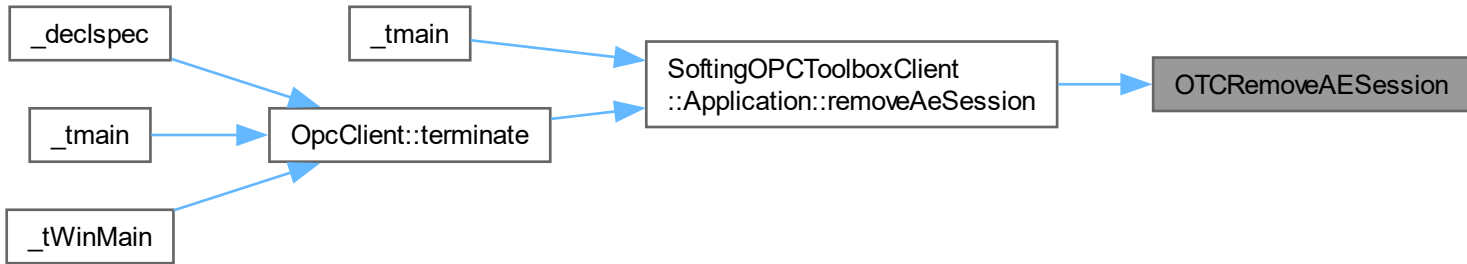 _declspec
_tmain
_tmain
OpcClient::terminate
_tWinMain
SoftingOPCToolboxClient
::Application::removeAeSession
OTCRemoveAESession